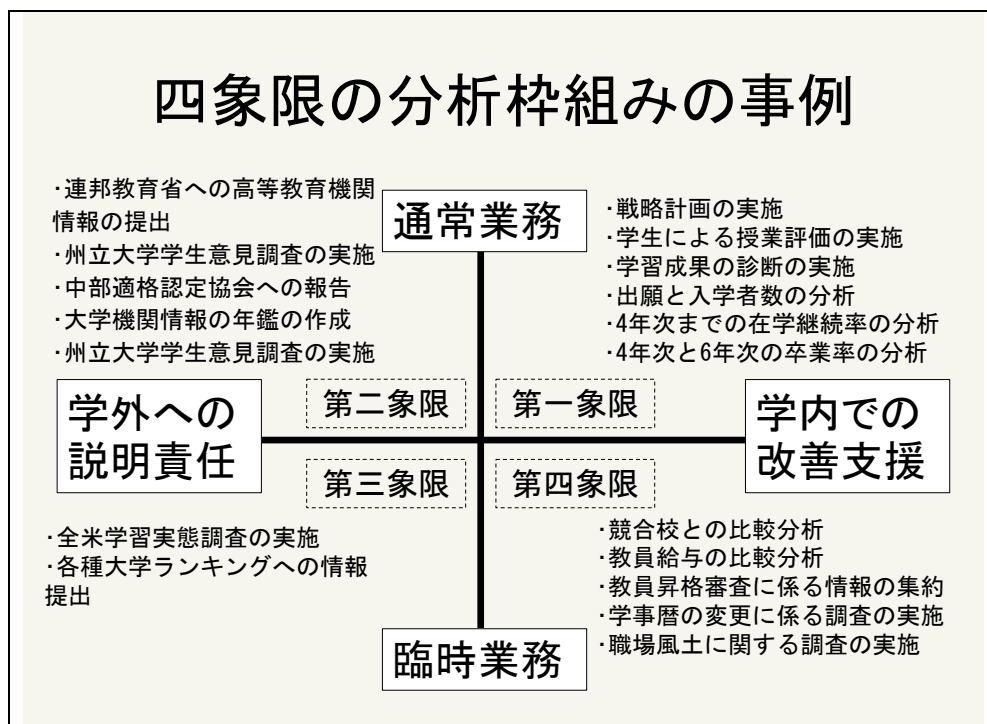 四象限の分析枠組みの事例
・連邦教育省への高等教育機関
情報の提出
・州立大学学生意見調査の実施
・中部適格認定協会への報告
・大学機関情報の年鑑の作成
・州立大学学生意見調査の実施
通常業務
・戦略計画の実施
・学生による授業評価の実施
・学習成果の診断の実施
・出願と入学者数の分析
・4年次までの在学継続率の分析
・4年次と6年次の卒業率の分析
学外への
説明責任
第二象限
第一象限
学内での
改善支援
第三象限
第四象限
・全米学習実態調査の実施
・各種大学ランキングへの情報
提出
臨時業務
・競合校との比較分析
・教員給与の比較分析
・教員昇格審査に係る情報の集約
・学事暦の変更に係る調査の実施
・職場風土に関する調査の実施